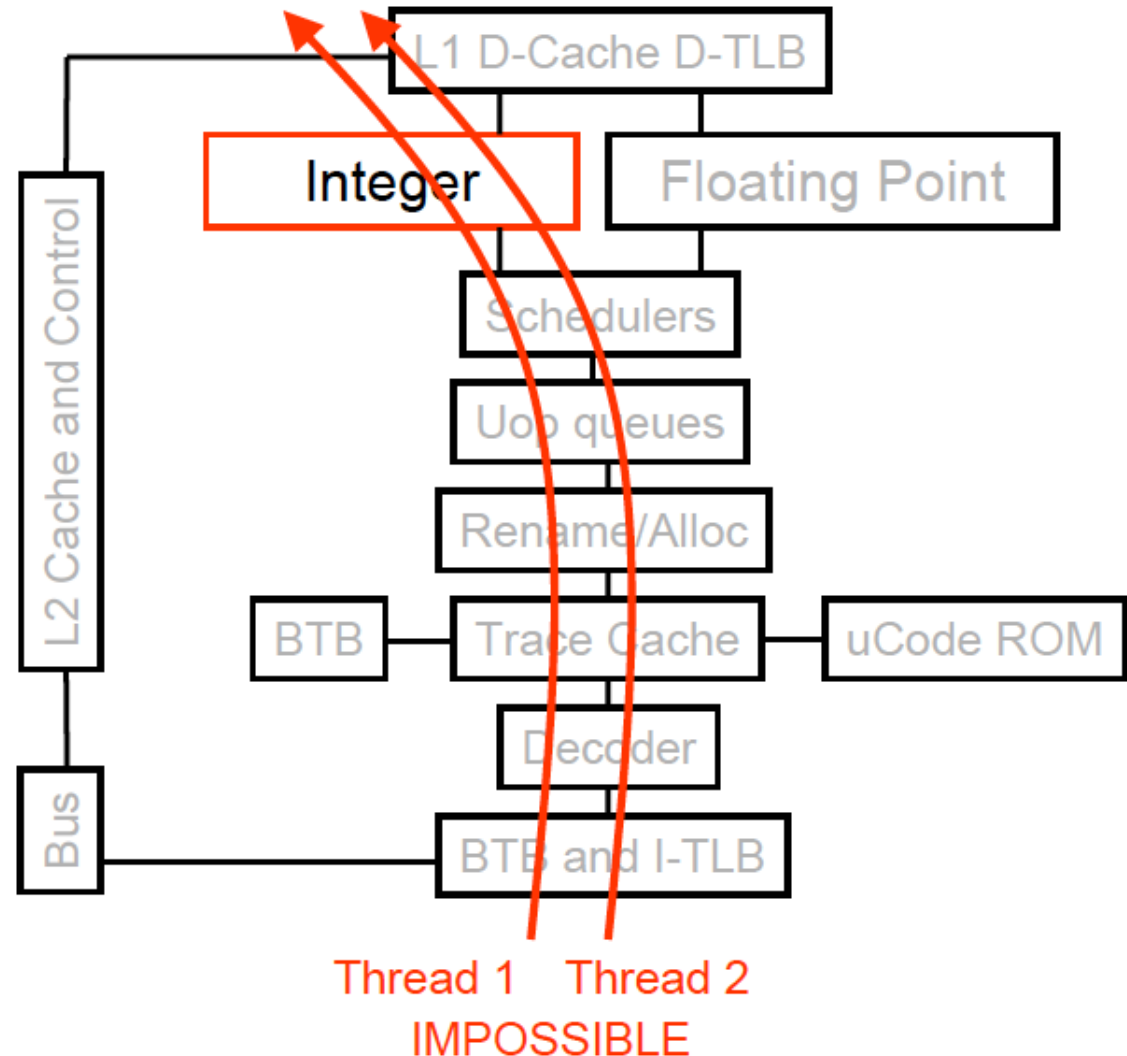 L1 D-Cache D-TLB
Integer
Floating Point
L2 Cache and Control
Schedulers
Uop queues
Rename/Alloc
BTB
Trace Cache
uCode ROM
Decoder
Bus
BTB and I-TLB
Thread 1
Thread 2
IMPOSSIBLE